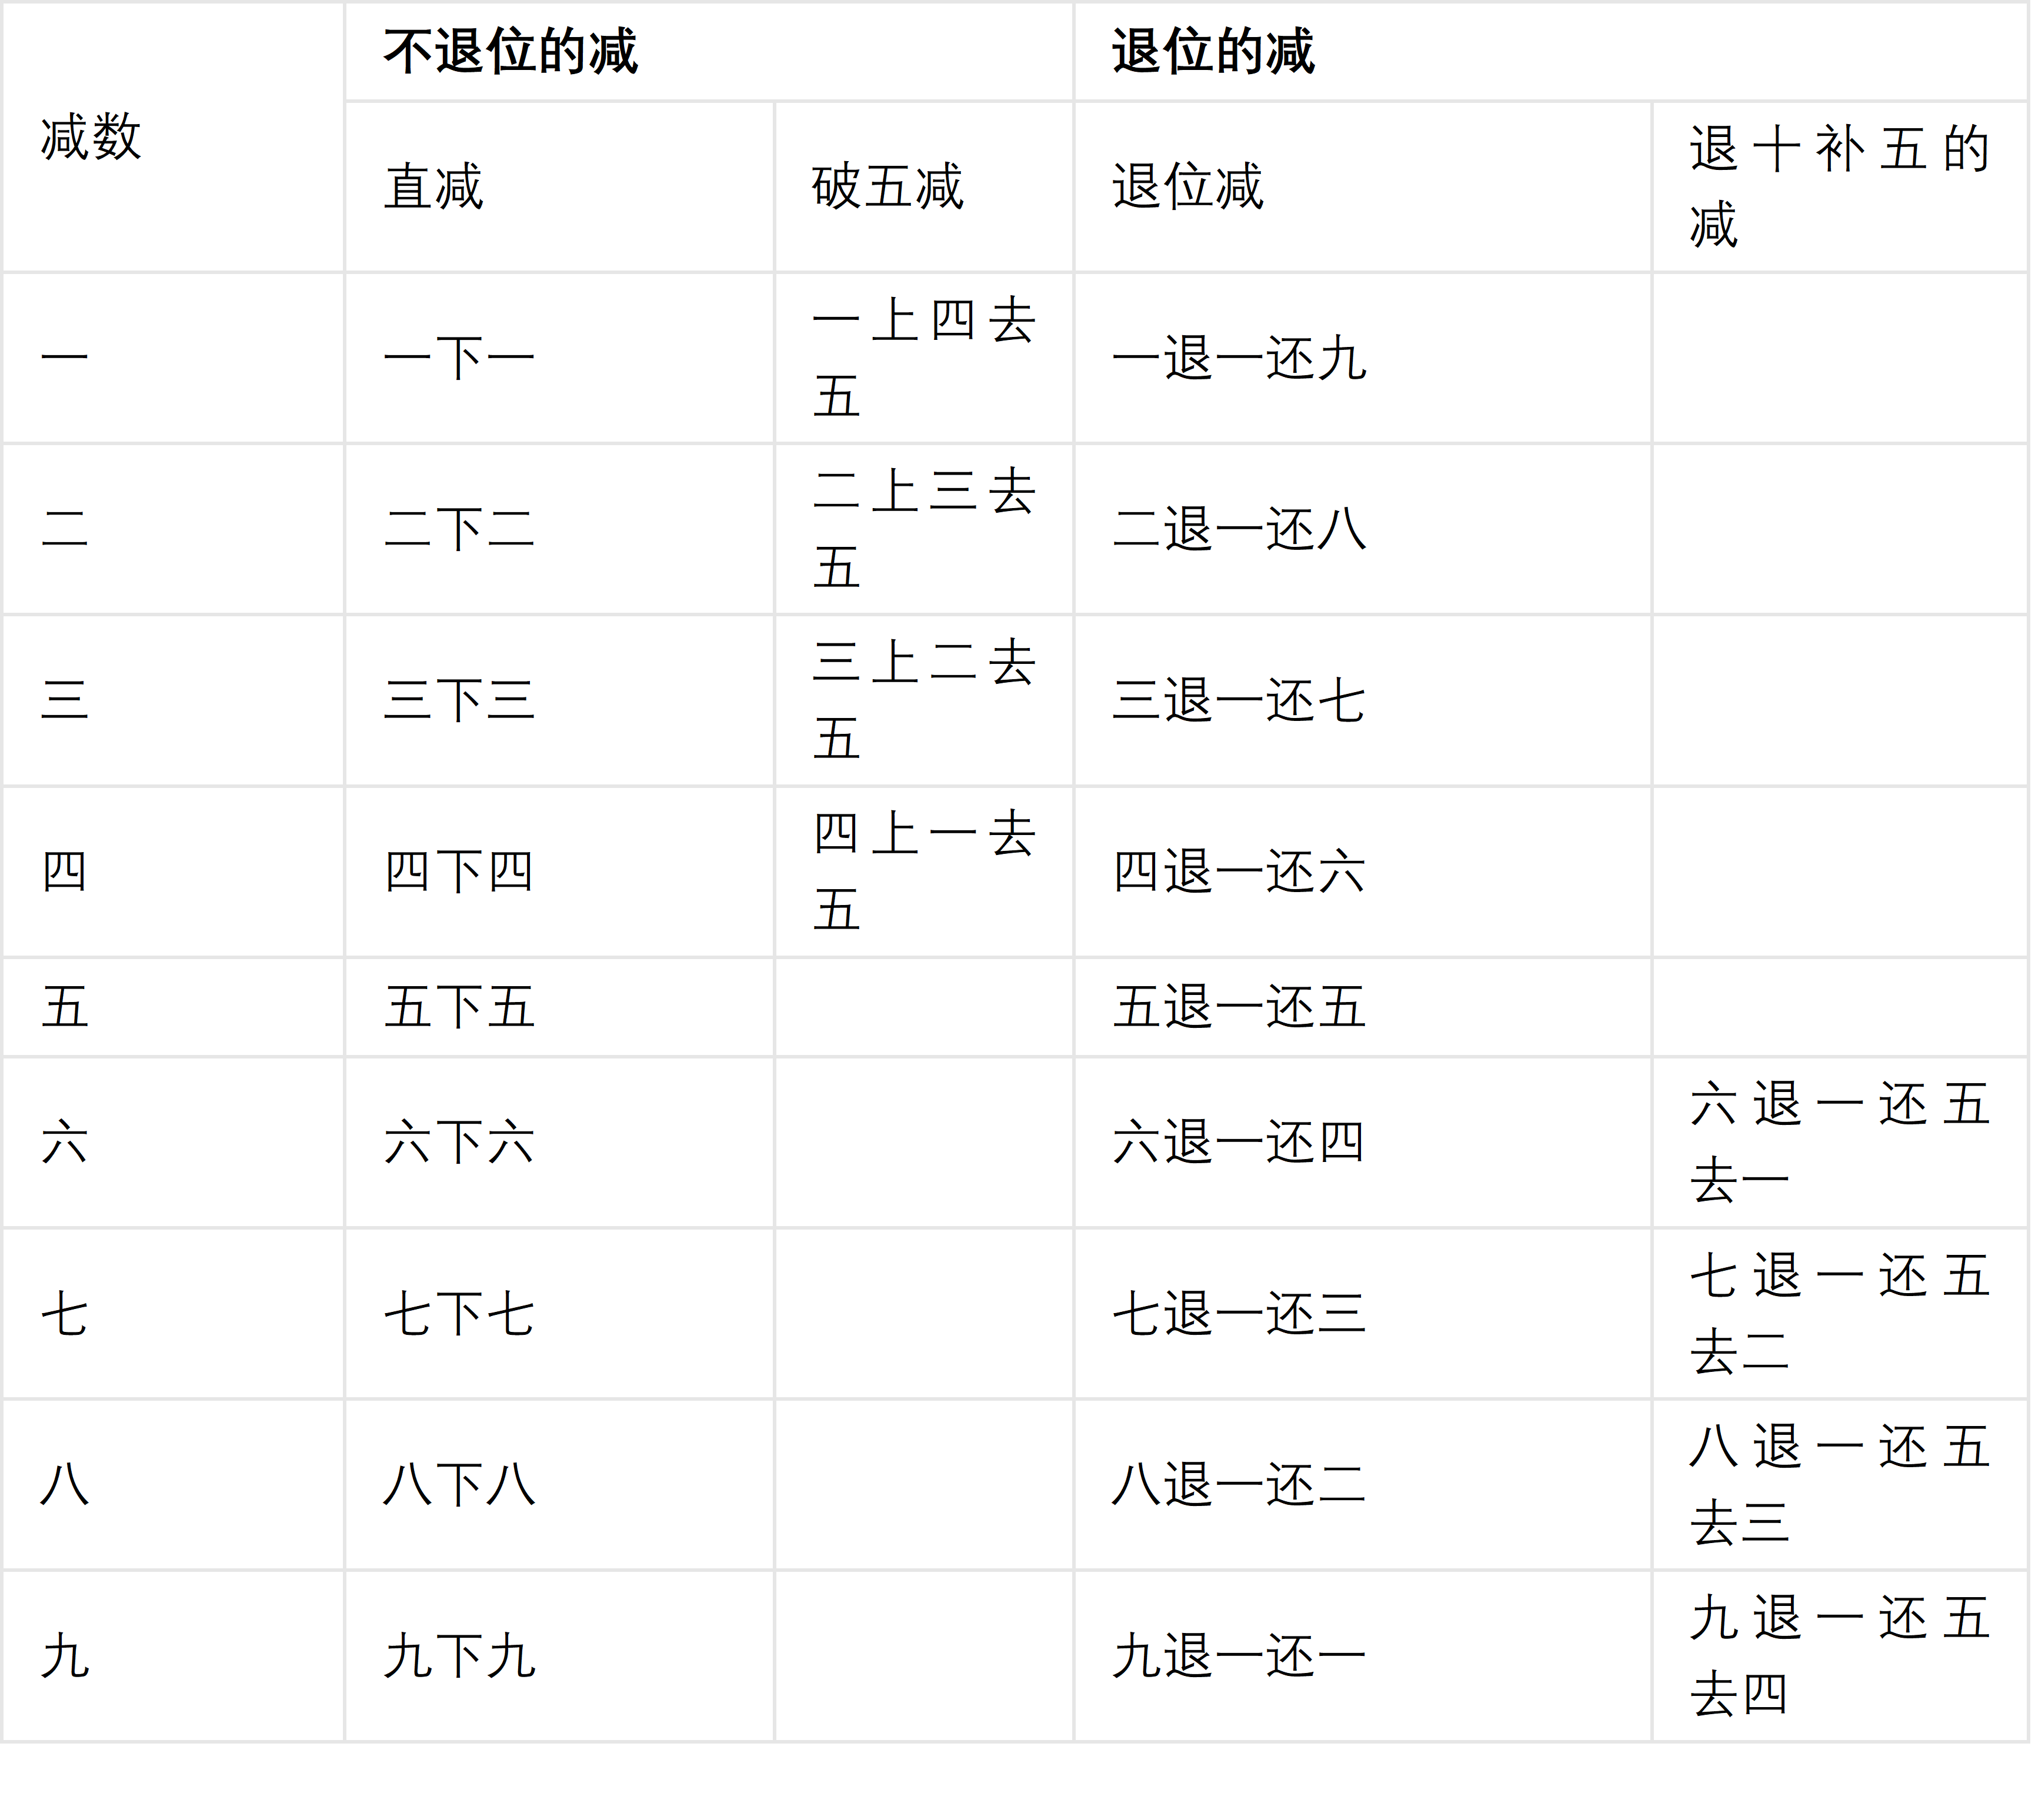 减数
不退位的减
退位的减
直减
破五减
退位减
退十补五的
减
一
一下一
一上四去
五
一退一还九
二
二下二
二上三去
五
二退一还八
三
三下三
三上二去
五
三退一还七
四
四下四
四上一去
五
四退一还六
五
五下五
五退一还五
六
六下六
六退一还四
六退一还五
去一
七
七下七
七退一还三
七退一还五
去二
八
八下八
八退一还二
八退一还五
去三
九
九下九
九退一还一
九退一还五
去四